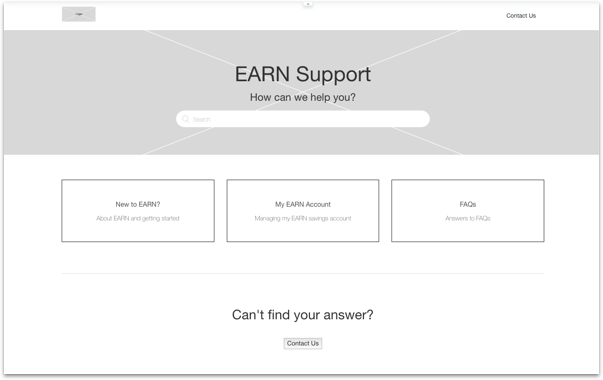 Contact Us
EARN Support
How can we help you?
Search
New to EARN?
About EARN and getting started
My EARN Account
Managing my EARN savings account
FAQs
Answers to FAQs
Can't find your answer?
Contact Us